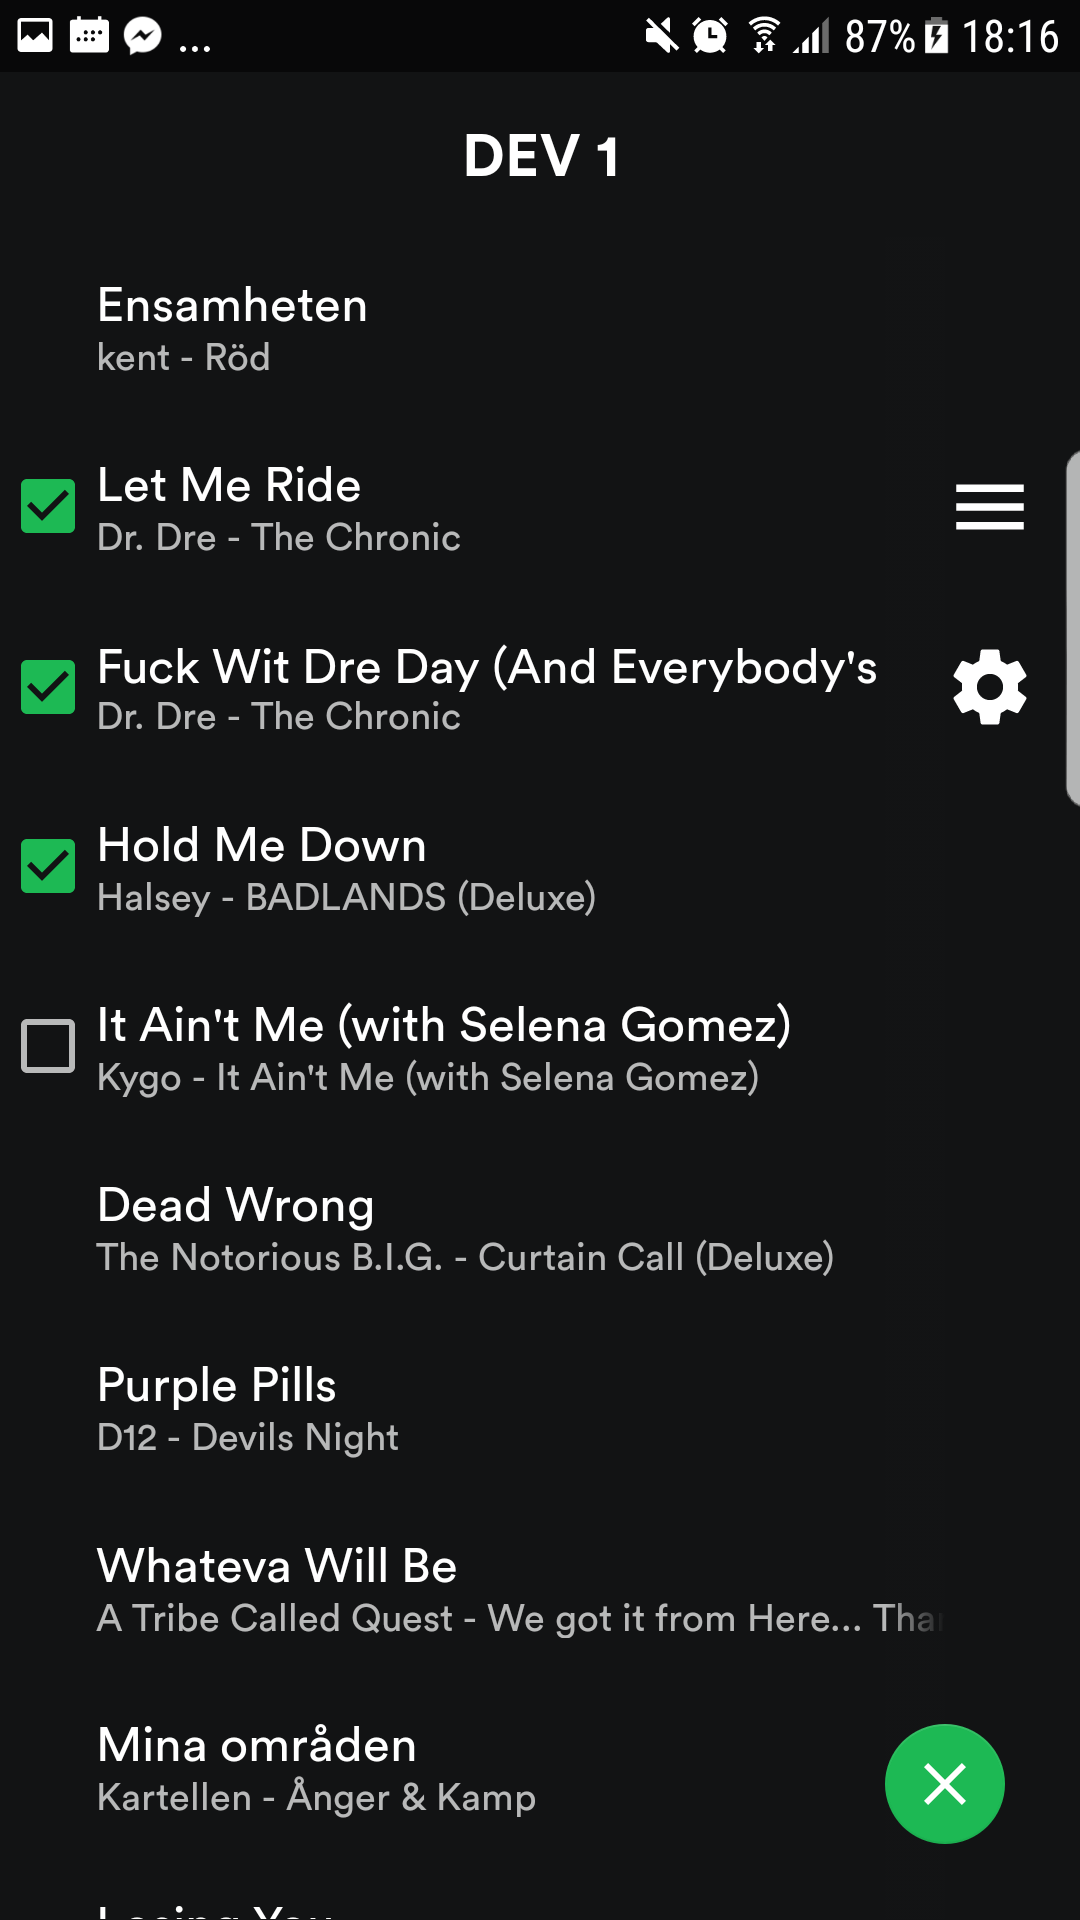 ... 87% 18:16
DEV 1
Ensamheten
kent - Röd
Let Me Ride
Dr. Dre - The Chronic
Fuck Wit Dre Day (And Everybody's
Dr. Dre - The Chronic
Hold Me Down
Halsey - BADLANDS (Deluxe)
It Ain't Me (with Selena Gomez)
Kygo - It Ain't Me (with Selena Gomez)
Dead Wrong
The Notorious B.I.G. - Curtain Call (Deluxe)
Purple Pills
D12 - Devils Night
Whateva Will Be
A Tribe Called Quest - We got it from Here...
Mina områden
Kartellen - Ånger & Kamp
Losing You